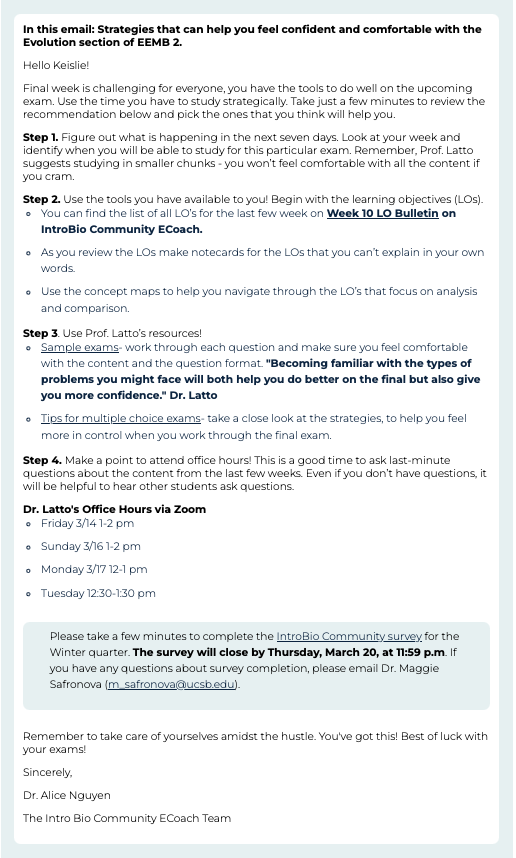 In this email: Strategies that can help you feel confident and comfortable with the
Evolution section of EEMB 2.
Hello Keislie!
Final week is challenging for everyone, you have the tools to do well on the upcoming
exam. Use the time you have to study strategically. Take just a few minutes to review the
recommendation below and pick the ones that you think will help you.
Step 1. Figure out what is happening in the next seven days. Look at your week and
identify when you will be able to study for this particular exam. Remember, Prof. Latto
suggests studying in smaller chunks - you won't feel comfortable with all the content if
you cram.
Step 2. Use the tools you have available to you! Begin with the learning objectives (LOs).
You can find the list of all LO's for the last few week on Week 10 LO Bulletin on
IntroBio Community ECoach.
As you review the LOs make notecards for the LOs that you can't explain in your own
words.
Use the concept maps to help you navigate through the LO's that focus on analysis
and comparison.
Step 3. Use Prof. Latto's resources!
Sample exams- work through each question and make sure you feel comfortable
with the content and the question format. "Becoming familiar with the types of
problems you might face will both help you do better on the final but also give
you more confidence." Dr. Latto
Tips for multiple choice exams- take a close look at the strategies, to help you feel
more in control when you work through the final exam.
Step 4. Make a point to attend office hours! This is a good time to ask last-minute
questions about the content from the last few weeks. Even if you don't have questions, it
will be helpful to hear other students ask questions.
Dr. Latto's Office Hours via Zoom
Friday 3/14 1-2 pm
Sunday 3/16 1-2 pm
Monday 3/17 12-1 pm
Tuesday 12:30-1:30 pm
Please take a few minutes to complete the IntroBio Community survey for the
Winter quarter. The survey will close by Thursday, March 20, at 11:59 p.m. If
you have any questions about survey completion, please email Dr. Maggie
Safronova (m_safronova@ucsb.edu).
Remember to take care of yourselves amidst the hustle. You've got this! Best of luck with
your exams!
Sincerely,
Dr. Alice Nguyen
The Intro Bio Community ECoach Team